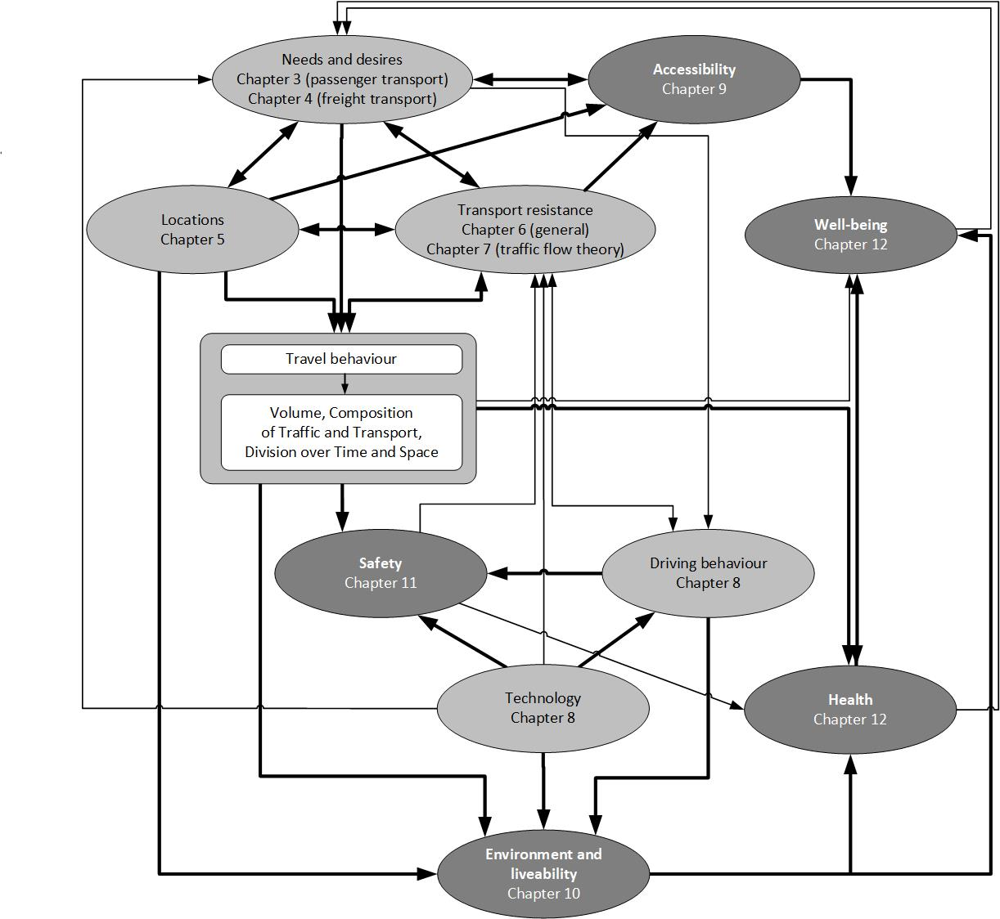 Needs and desires
Chapter 3 (passenger transport)
Chapter 4 (freight transport)
Accessibility
Chapter 9
Locations
Chapter 5
Transport resistance
Chapter 6 (general)
Chapter 7 (traffic flow theory)
Well-being
Chapter 12
Travel behaviour
Volume, Composition
of Traffic and Transport,
Division over Time and Space
Safety
Chapter 11
Driving behaviour
Chapter 8
Technology
Chapter 8
Health
Chapter 12
Environment and
liveability
Chapter 10